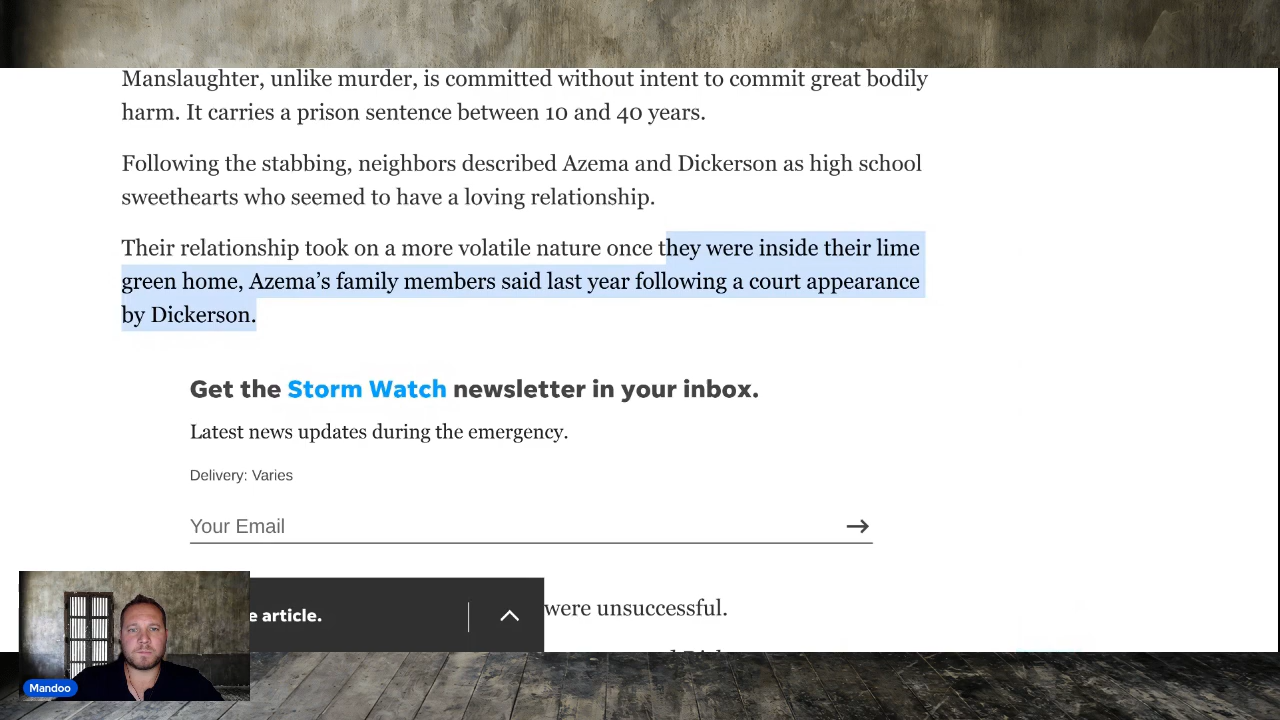 Manslaughter, unlike murder, is committed without intent to commit great bodily
harm. It carries a prison sentence between 10 and 40 years.
Following the stabbing, neighbors described Azema and Dickerson as high school
sweethearts who seemed to have a loving relationship.
Their relationship took on a more volatile nature once they were inside their lime
green home, Azema’s family members said last year following a court appearance
by Dickerson.
Get the Storm Watch newsletter in your inbox.
Latest news updates during the emergency.
Delivery: Varies
Your Email
were unsuccessful.
e article.
Mandoo